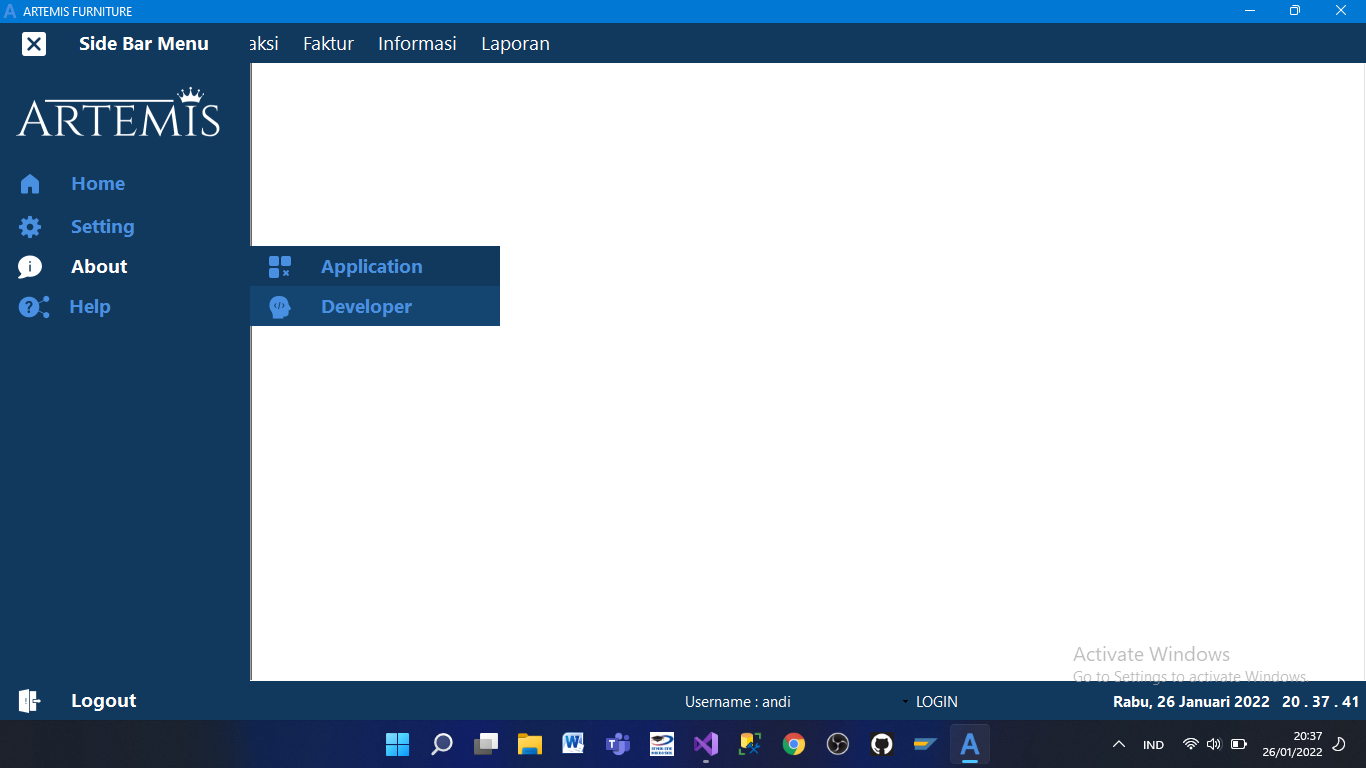 ARTEMIS FURNITURE
Side Bar Menu
aksi Faktur Informasi Laporan
ARTEMIS
Home
Setting
About
Application
Help
Developer
Activate Windows
Go to Settings to activate Windows.
Logout
Username : andi
LOGIN
Rabu, 26 Januari 2022 20 . 37 . 41
IND
20:37
26/01/2022